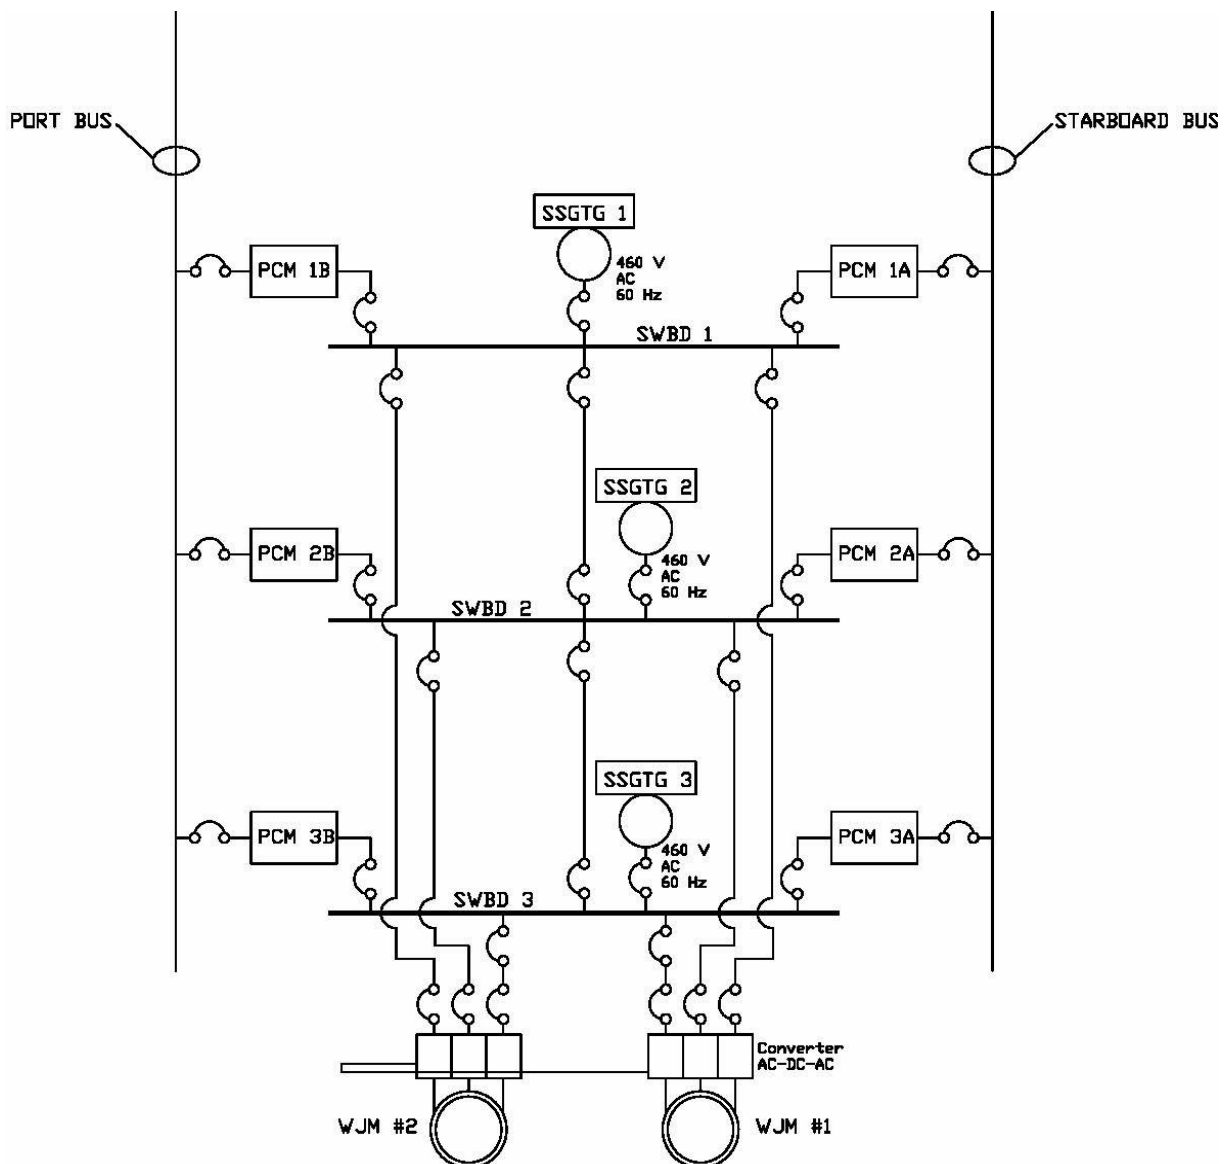 PORT BUS
STARBOARD BUS
SSGTG 1
PCM 1B
460 V
AC
60 Hz
PCM 1A
SWBD 1
SSGTG 2
PCM 2B
460 V
AC
60 Hz
PCM 2A
SWBD 2
SSGTG 3
PCM 3B
460 V
AC
60 Hz
PCM 3A
SWBD 3
Converter
AC-DC-AC
WJM #2
WJM #1